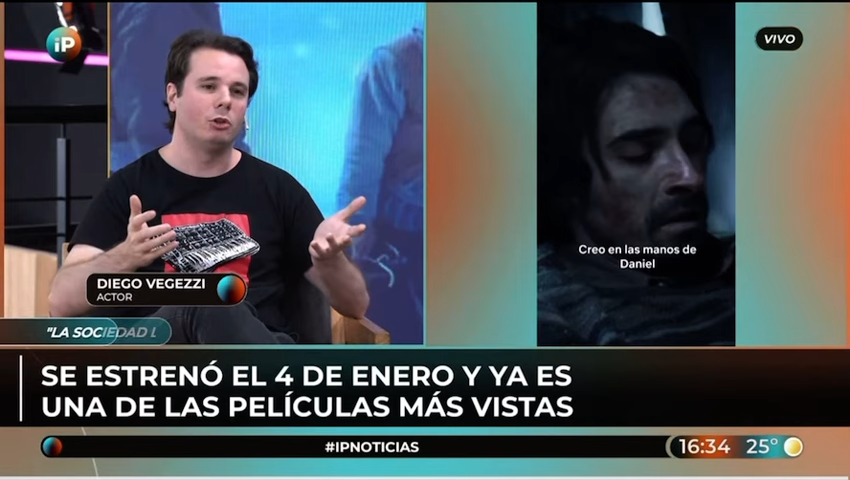 iP
VIVO
Creo en las manos de
Daniel
DIEGO VEGEZZI
ACTOR
"LA SOCIEDAD L
SE ESTRENÓ EL 4 DE ENERO Y YA ES
UNA DE LAS PELÍCULAS MÁS VISTAS
#IPNOTICIAS
16:34 25°